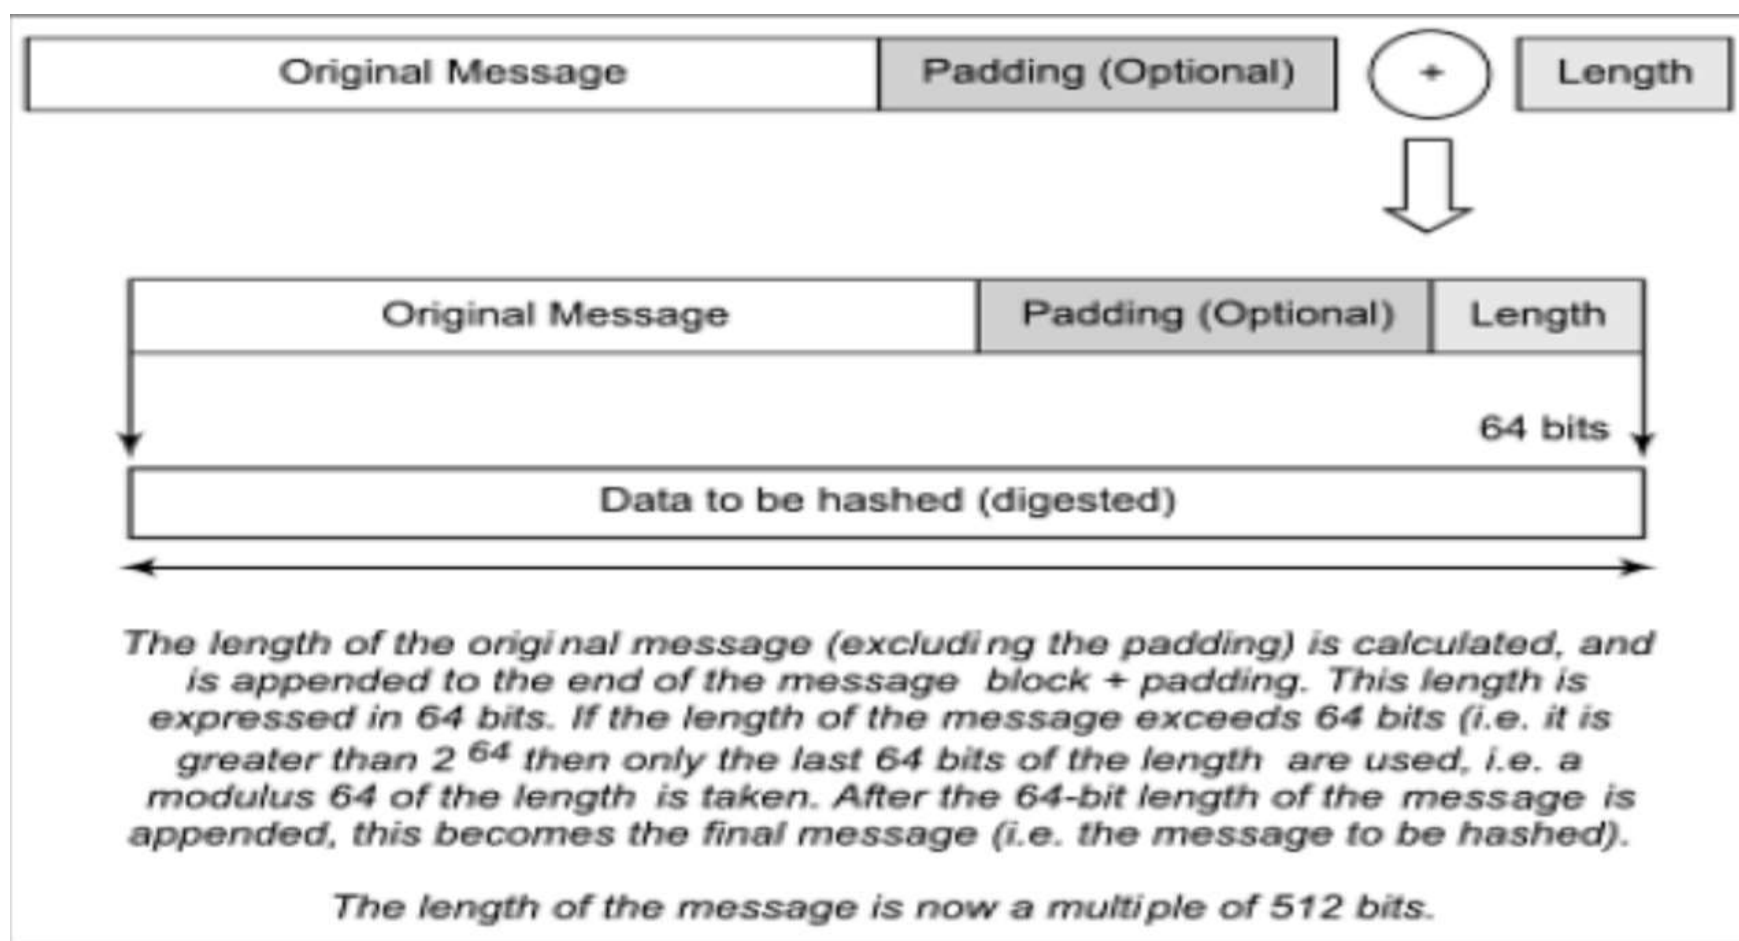 Original Message Padding (Optional) + Length
Original Message Padding (Optional) Length
64 bits
Data to be hashed (digested)
The length of the original message (excluding the padding) is calculated, and
is appended to the end of the message block + padding. This length is
expressed in 64 bits. If the length of the message exceeds 64 bits (i.e. it is
greater than 2 64 then only the last 64 bits of the length are used, i.e. a
modulus 64 of the length is taken. After the 64-bit length of the message is
appended, this becomes the final message (i.e. the message to be hashed).
The length of the message is now a multiple of 512 bits.